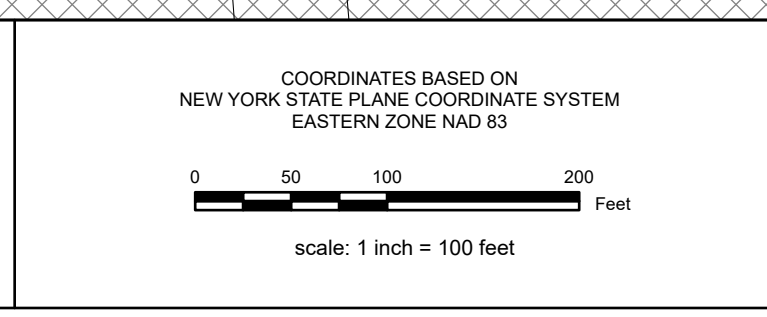 COORDINATES BASED ON
NEW YORK STATE PLANE COORDINATE SYSTEM
EASTERN ZONE NAD 83
0 50 100 200
Feet
scale: 1 inch = 100 feet